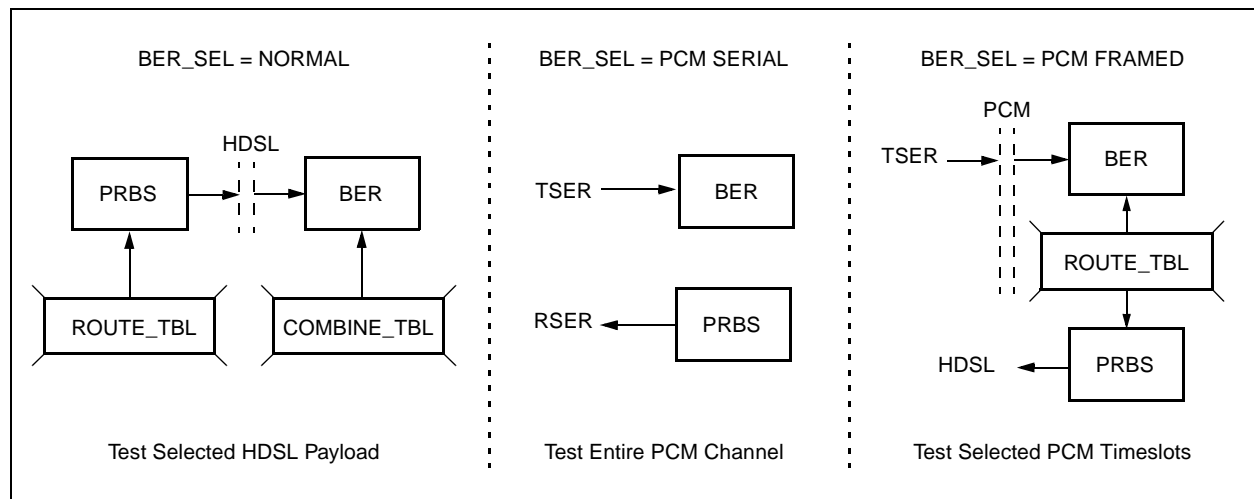 BER_SEL = NORMAL
HDSL
PRBS
BER
ROUTE_TBL
COMBINE_TBL
Test Selected HDSL Payload
BER_SEL = PCM SERIAL
TSER
BER
RSER
PRBS
Test Entire PCM Channel
BER_SEL = PCM FRAMED
PCM
TSER
BER
ROUTE_TBL
HDSL
PRBS
Test Selected PCM Timeslots